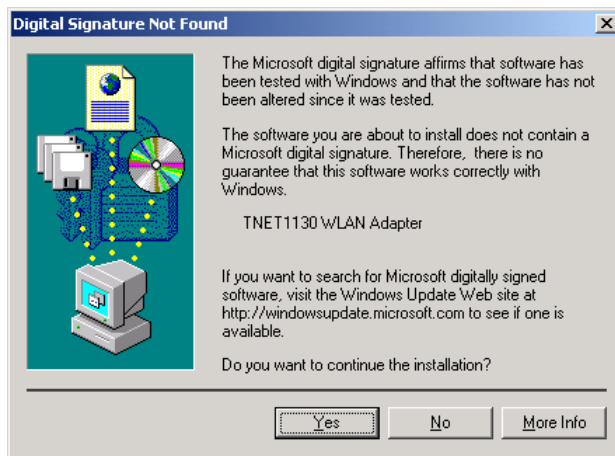 Digital Signature Not Found
The Microsoft digital signature affirms that software has
been tested with Windows and that the software has not
been altered since it was tested.
The software you are about to install does not contain a
Microsoft digital signature. Therefore, there is no
guarantee that this software works correctly with
Windows.
TNET1130 WLAN Adapter
If you want to search for Microsoft digitally signed
software, visit the Windows Update Web site at
http://windowsupdate.microsoft.com to see if one is
available.
Do you want to continue the installation?
Yes No More Info